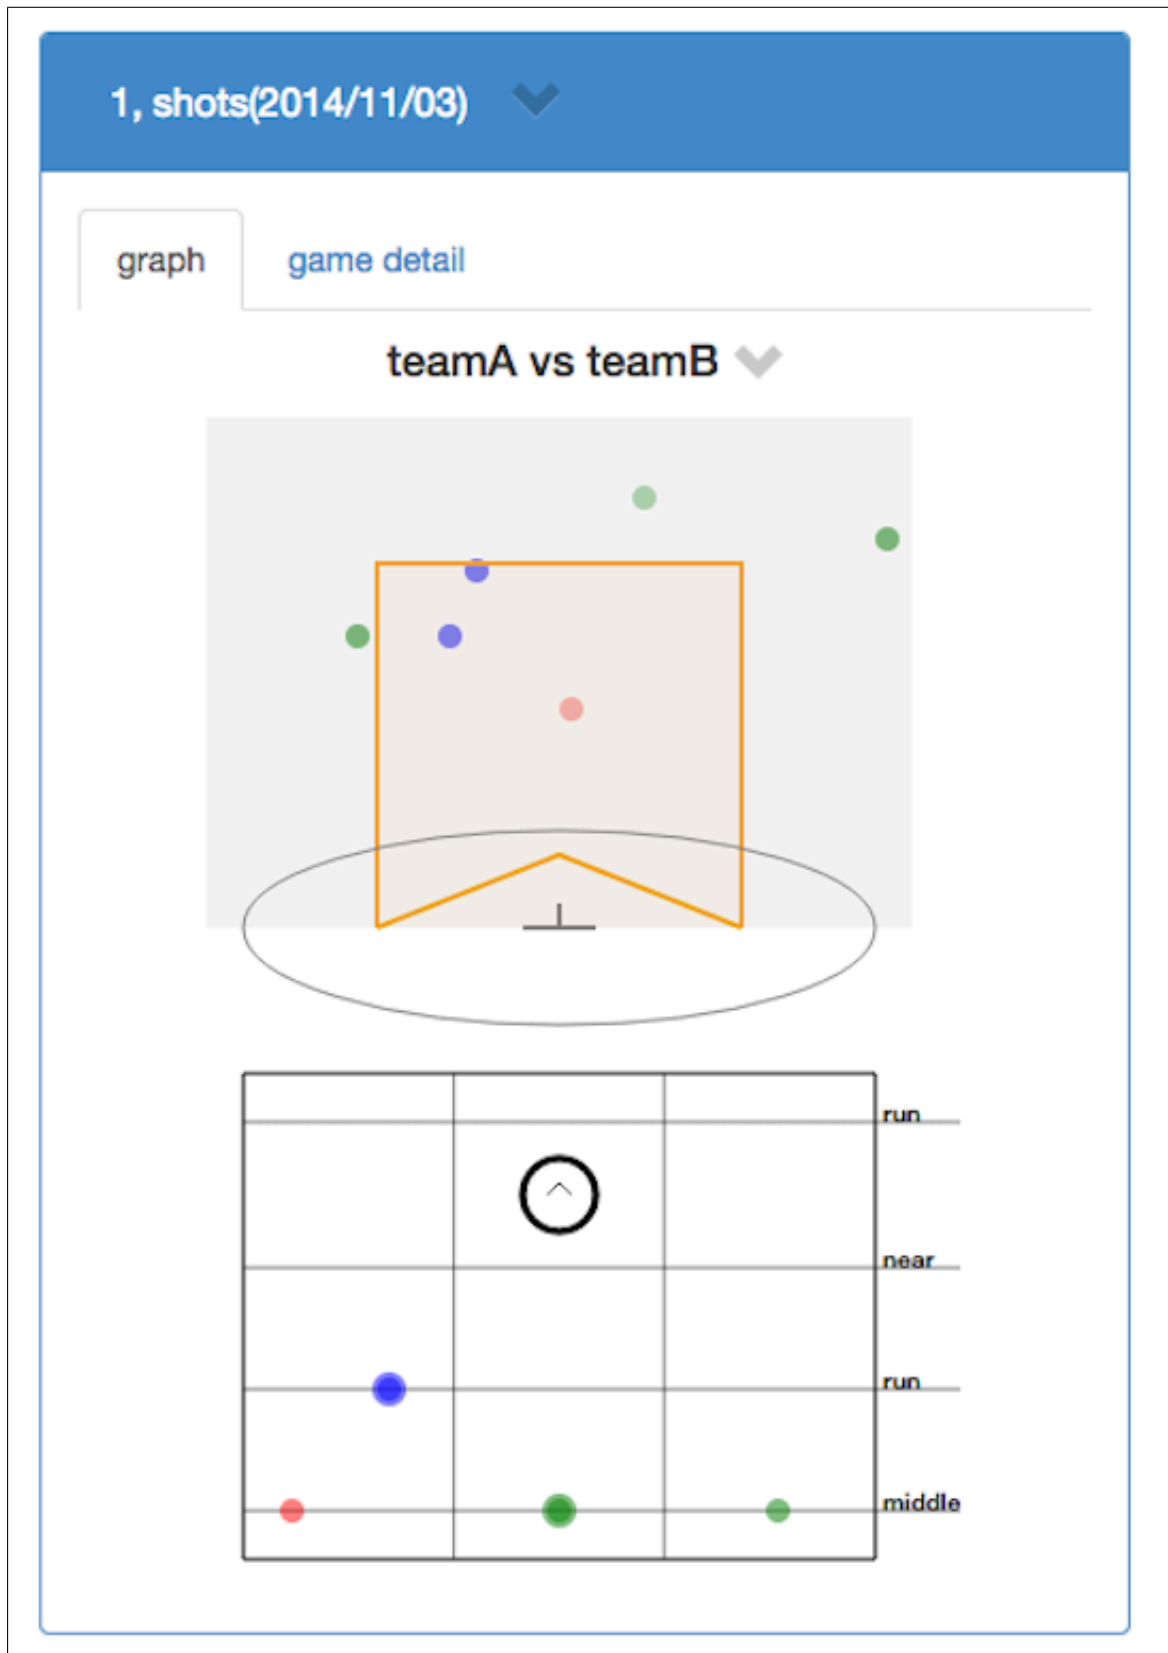 1, shots(2014/11/03)
graph
game detail
teamA vs teamB
run
near
run
middle